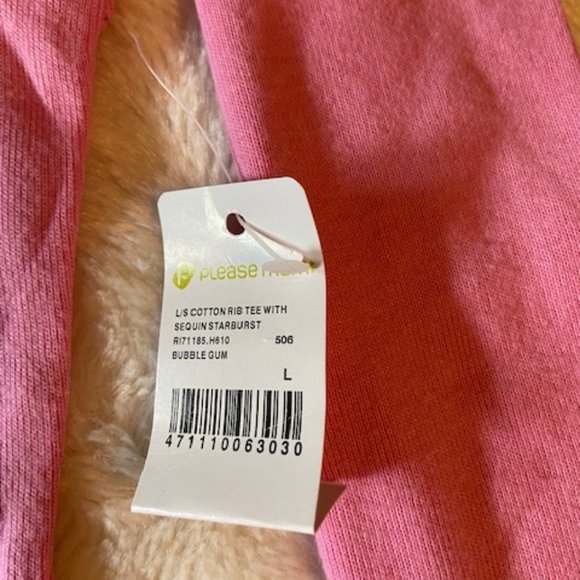 Please
L/S COTTON RIB TEE WITH
SEQUIN STARBURST
RI71185.H610 506
BUBBLE GUM
L
471110063030